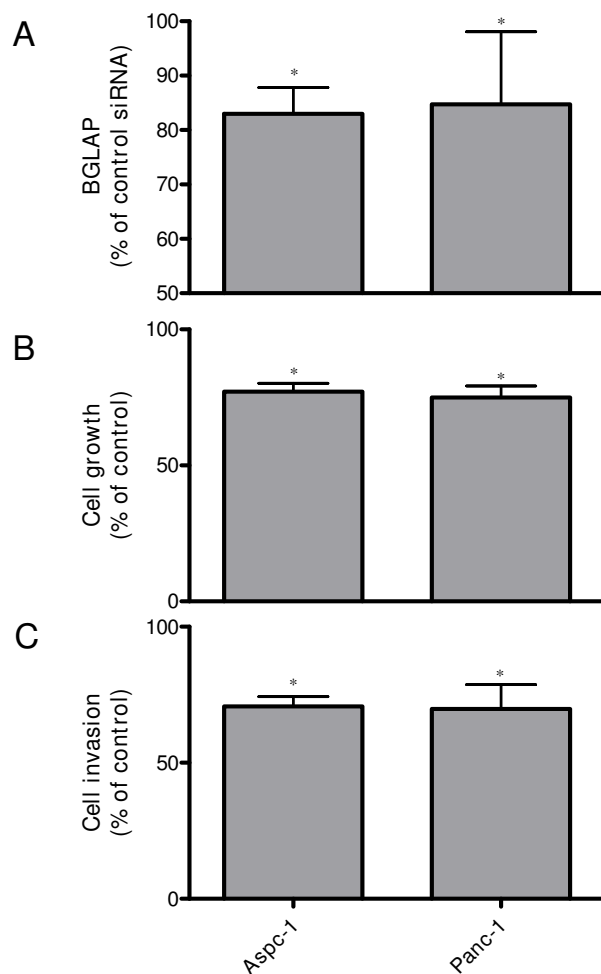 A
BGLAP
(% of control siRNA)
100
90
80
70
60
50
*
*
B
Cell growth
(% of control)
100
50
0
*
*
C
Cell invasion
(% of control)
100
50
0
*
*
Aspc-1
Panc-1